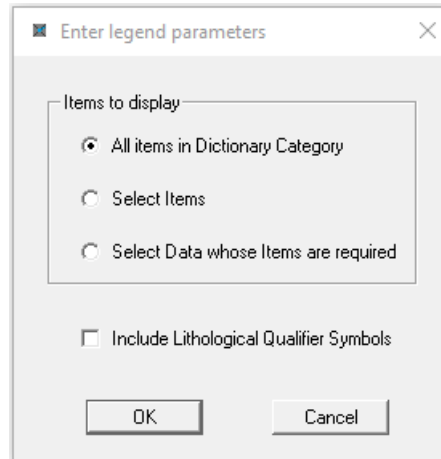 Enter legend parameters
Items to display
All items in Dictionary Category
Select Items
Select Data whose Items are required
Include Lithological Qualifier Symbols
OK Cancel